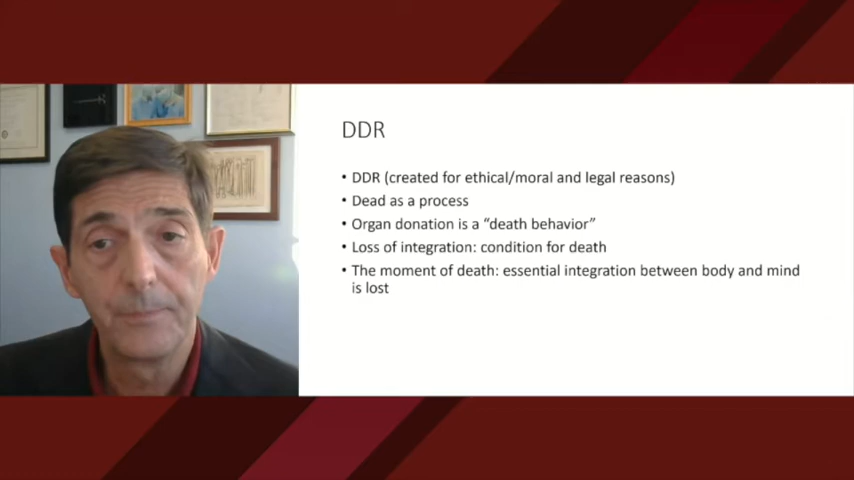 DDR
• DDR (created for ethical/moral and legal reasons)
• Dead as a process
• Organ donation is a “death behavior”
• Loss of integration: condition for death
• The moment of death: essential integration between body and mind
is lost